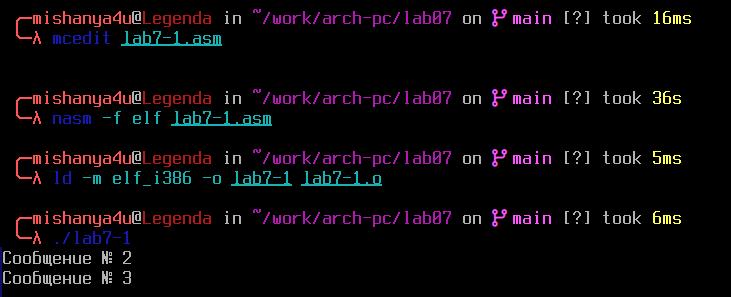 mishanya4u@Legenda in ~/work/arch-pc/lab07 on main [?] took 16ms
λ mcedit lab7-1.asm
mishanya4u@Legenda in ~/work/arch-pc/lab07 on main [?] took 36s
λ nasm -f elf lab7-1.asm
mishanya4u@Legenda in ~/work/arch-pc/lab07 on main [?] took 5ms
λ ld -m elf_i386 -o lab7-1 lab7-1.o
mishanya4u@Legenda in ~/work/arch-pc/lab07 on main [?] took 6ms
λ ./lab7-1
Сообщение № 2
Сообщение № 3